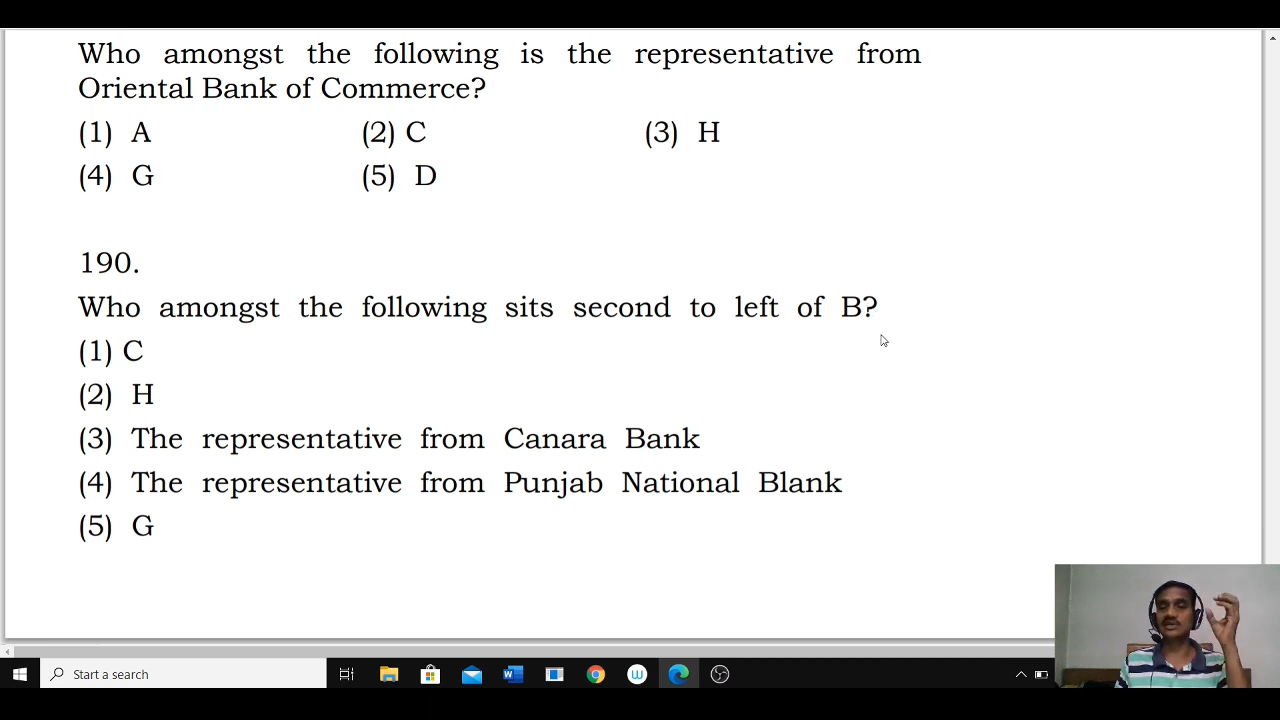 Who amongst the following is the representative from
Oriental Bank of Commerce?
(1) A (2) C (3) H
(4) G (5) D
190.
Who amongst the following sits second to left of B?
(1) C
(2) H
(3) The representative from Canara Bank
(4) The representative from Punjab National Blank
(5) G
Start a search